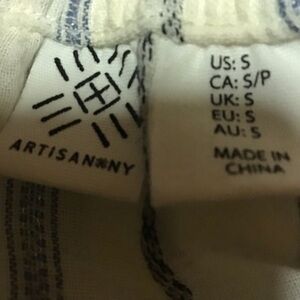 ARTISAN NY
US: S
CA: S/P
UK: S
EU: S
AU: S
MADE IN
CHINA